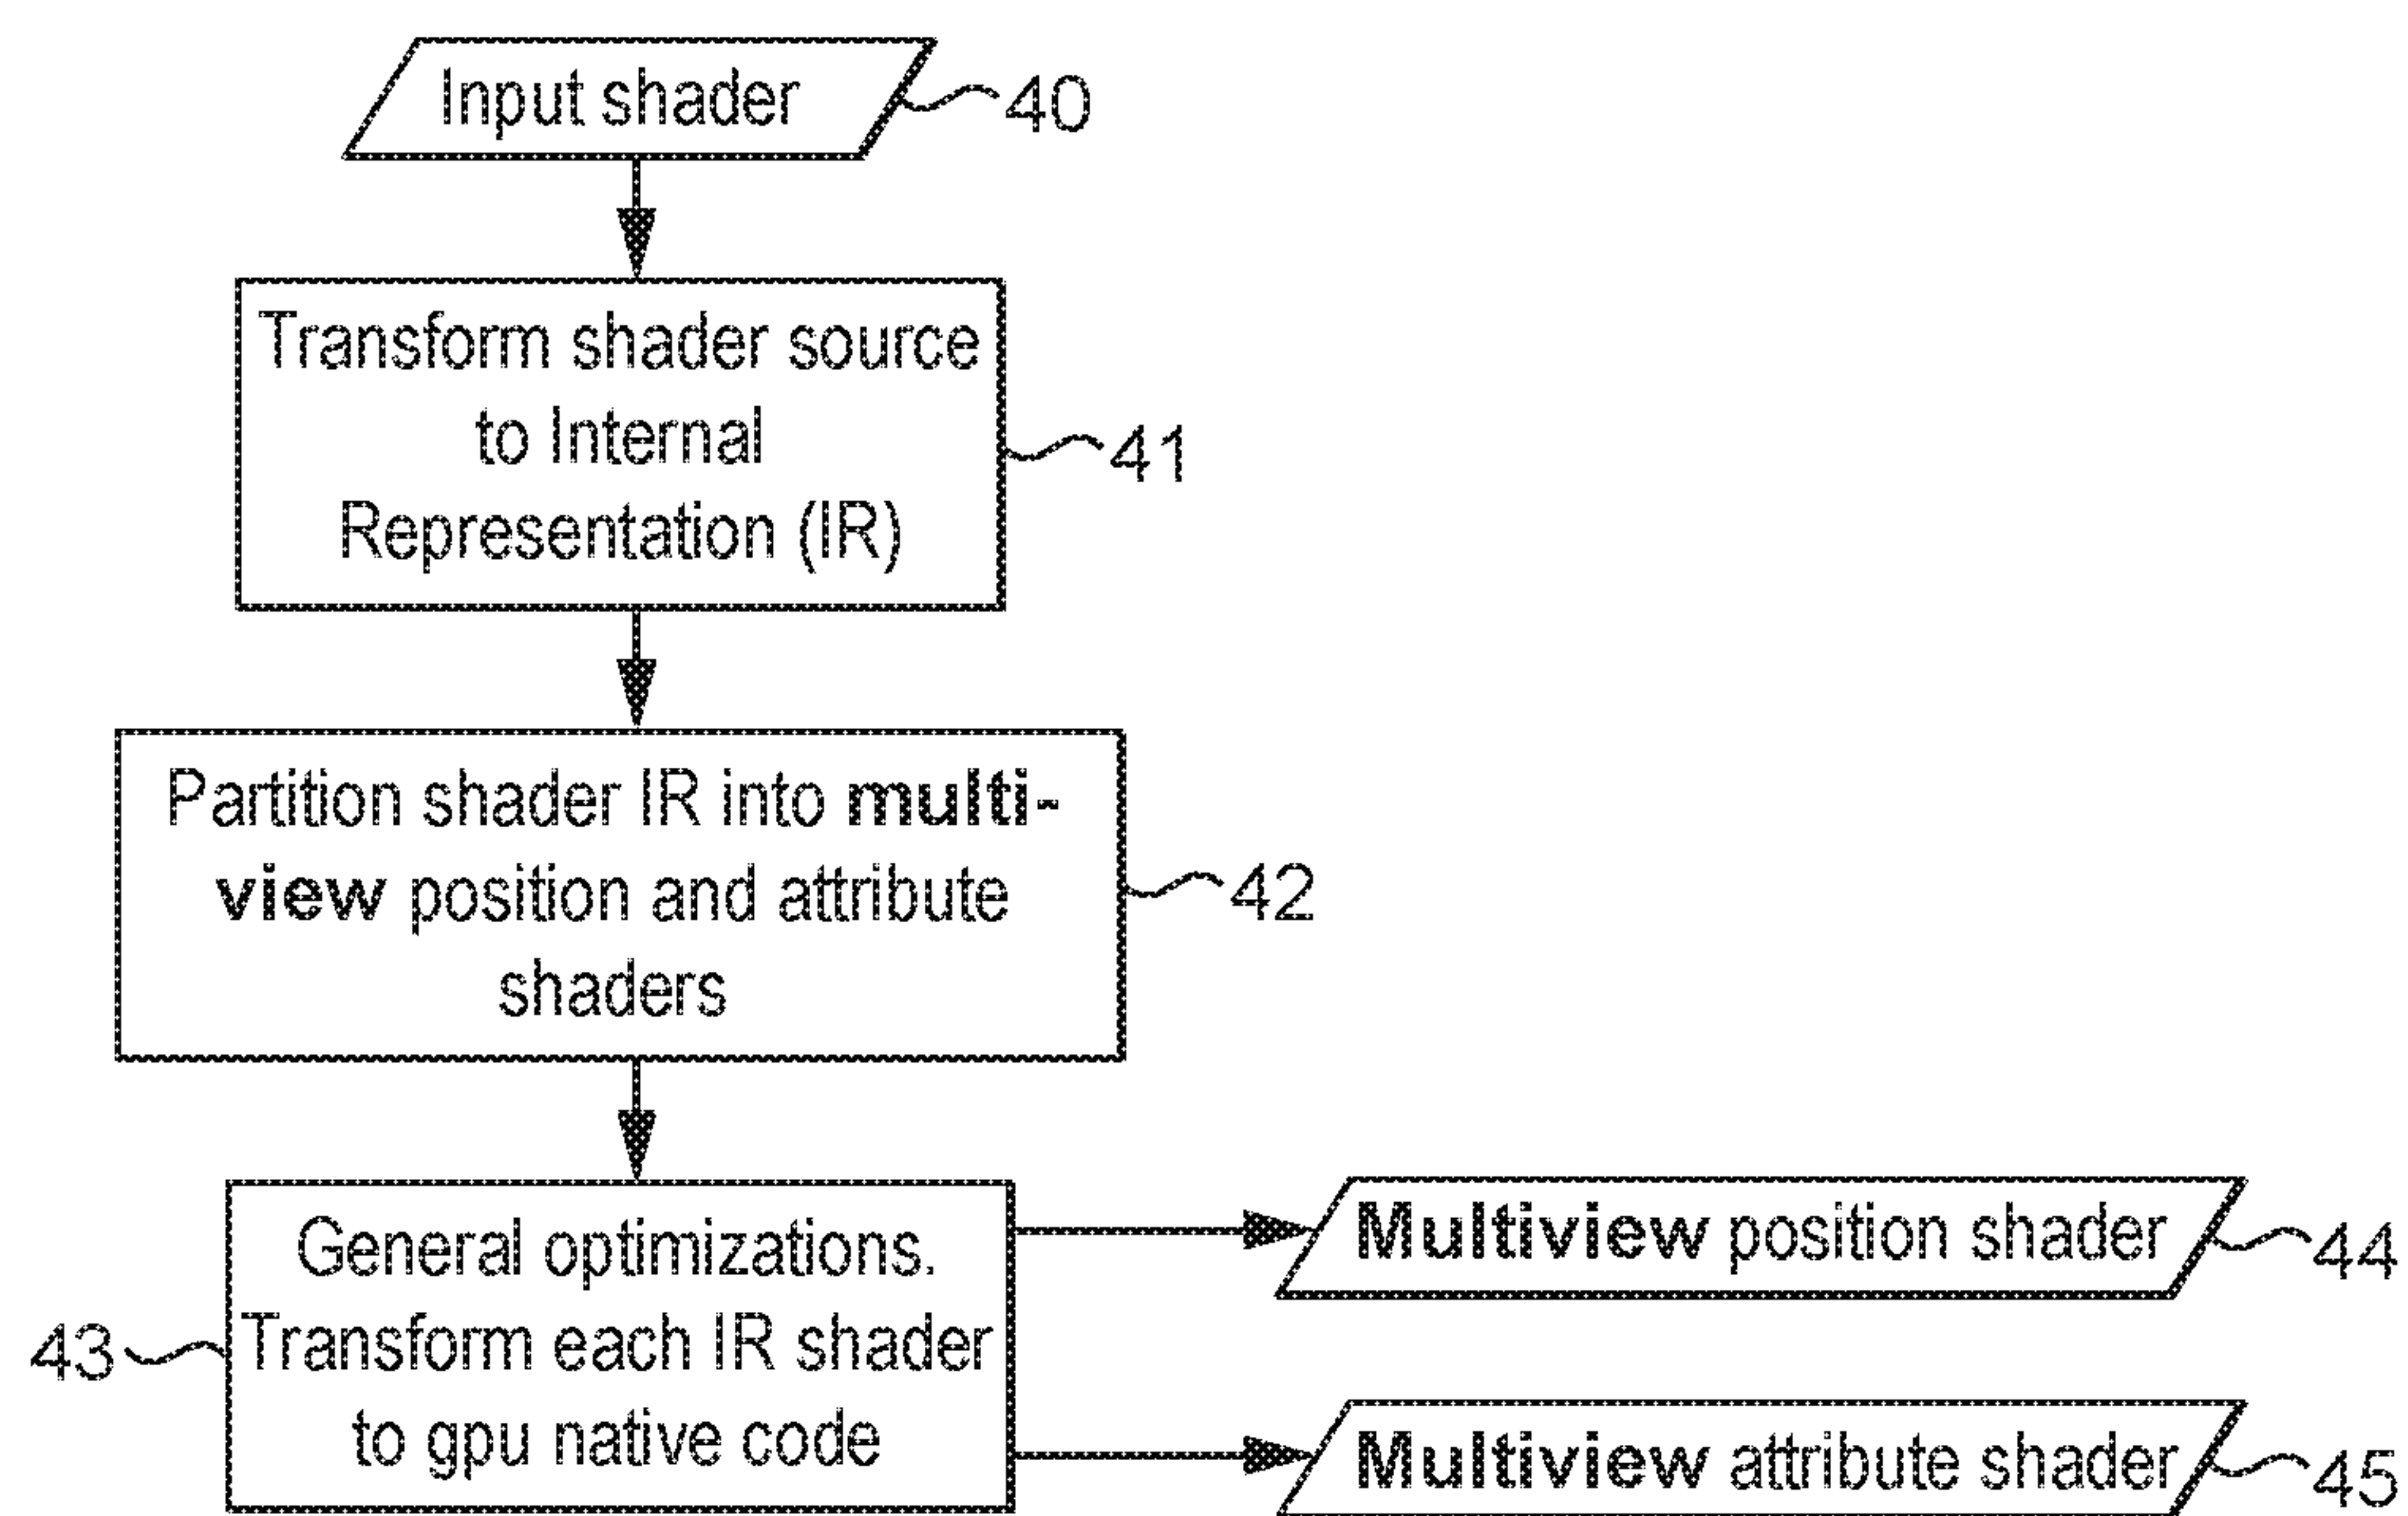 Input shader
40
Transform shader source
to Internal
Representation (IR)
41
Partition shader IR into multi-
view position and attribute
shaders
42
General optimizations.
Transform each IR shader
to gpu native code
43
Multiview position shader
44
Multiview attribute shader
45